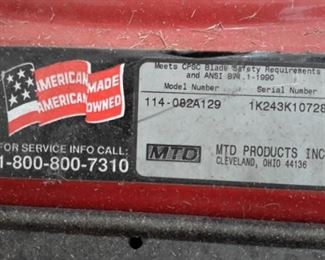 AMERICAN MADE
AMERICAN OWNED
FOR SERVICE INFO CALL:
1-800-800-7310
Meets CPSC Blade Safety Requirements
and ANSI B71.1-1990
Model Number Serial Number
114-092A129 1K243K10728
MTD MTD PRODUCTS INC
CLEVELAND, OHIO 44136